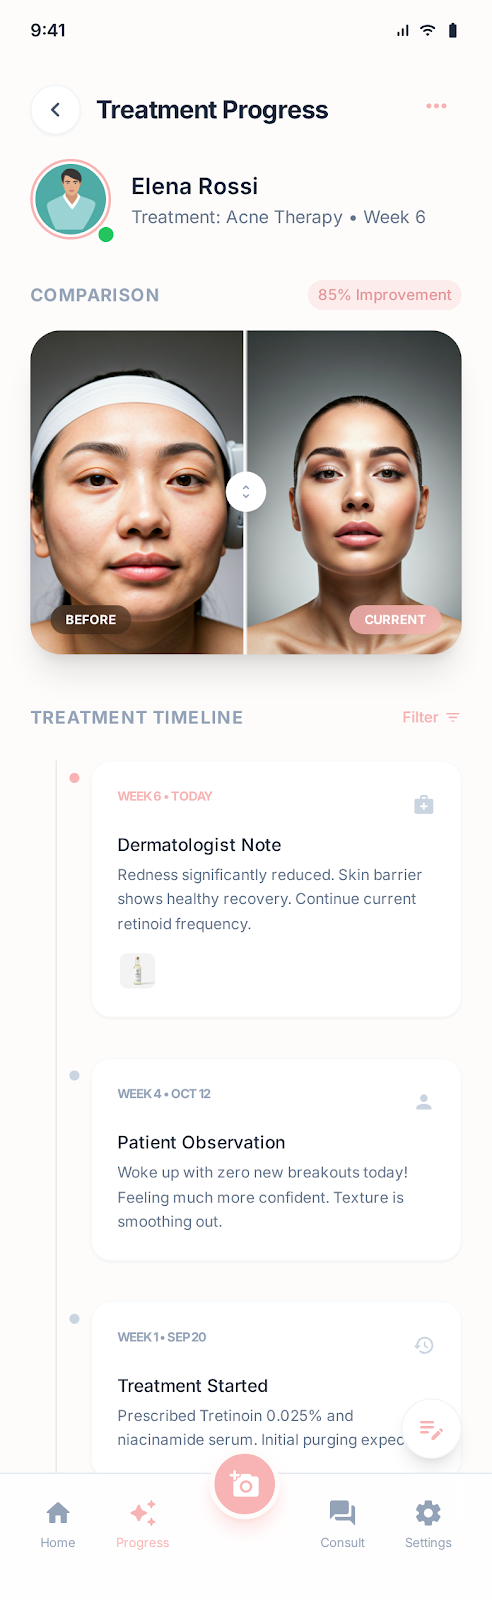 9:41
Treatment Progress
Elena Rossi
Treatment: Acne Therapy • Week 6
COMPARISON
85% Improvement
BEFORE
CURRENT
TREATMENT TIMELINE
Filter
WEEK 6 • TODAY
Dermatologist Note
Redness significantly reduced. Skin barrier
shows healthy recovery. Continue current
retinoid frequency.
WEEK 4 • OCT 12
Patient Observation
Woke up with zero new breakouts today!
Feeling much more confident. Texture is
smoothing out.
WEEK 1 • SEP 20
Treatment Started
Prescribed Tretinoin 0.025% and
niacinamide serum. Initial purging
Home
Progress
Consult
Settings